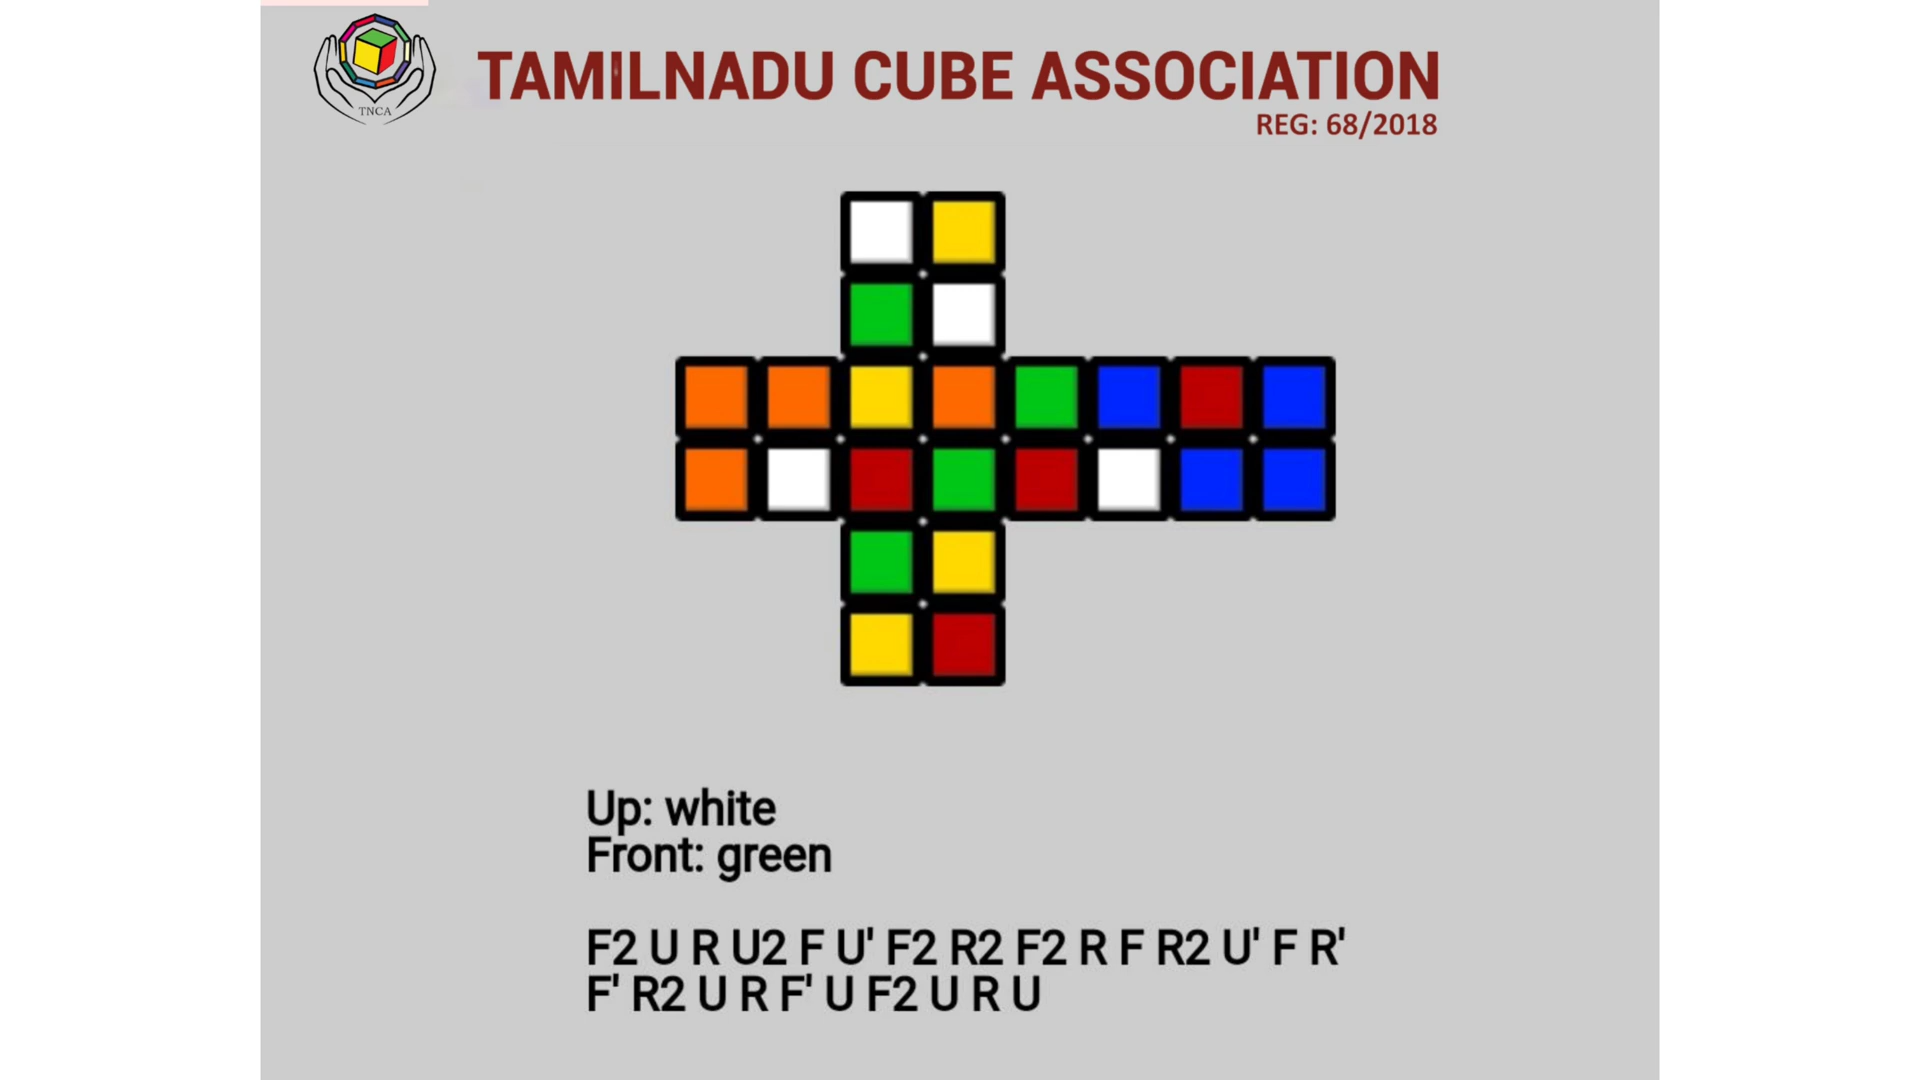 TNCA
TAMILNADU CUBE ASSOCIATION
REG: 68/2018
Up: white
Front: green
F2 U R U2 F U' F2 R2 F2 R F R2 U' F R'
F' R2 U R F' U F2 U R U